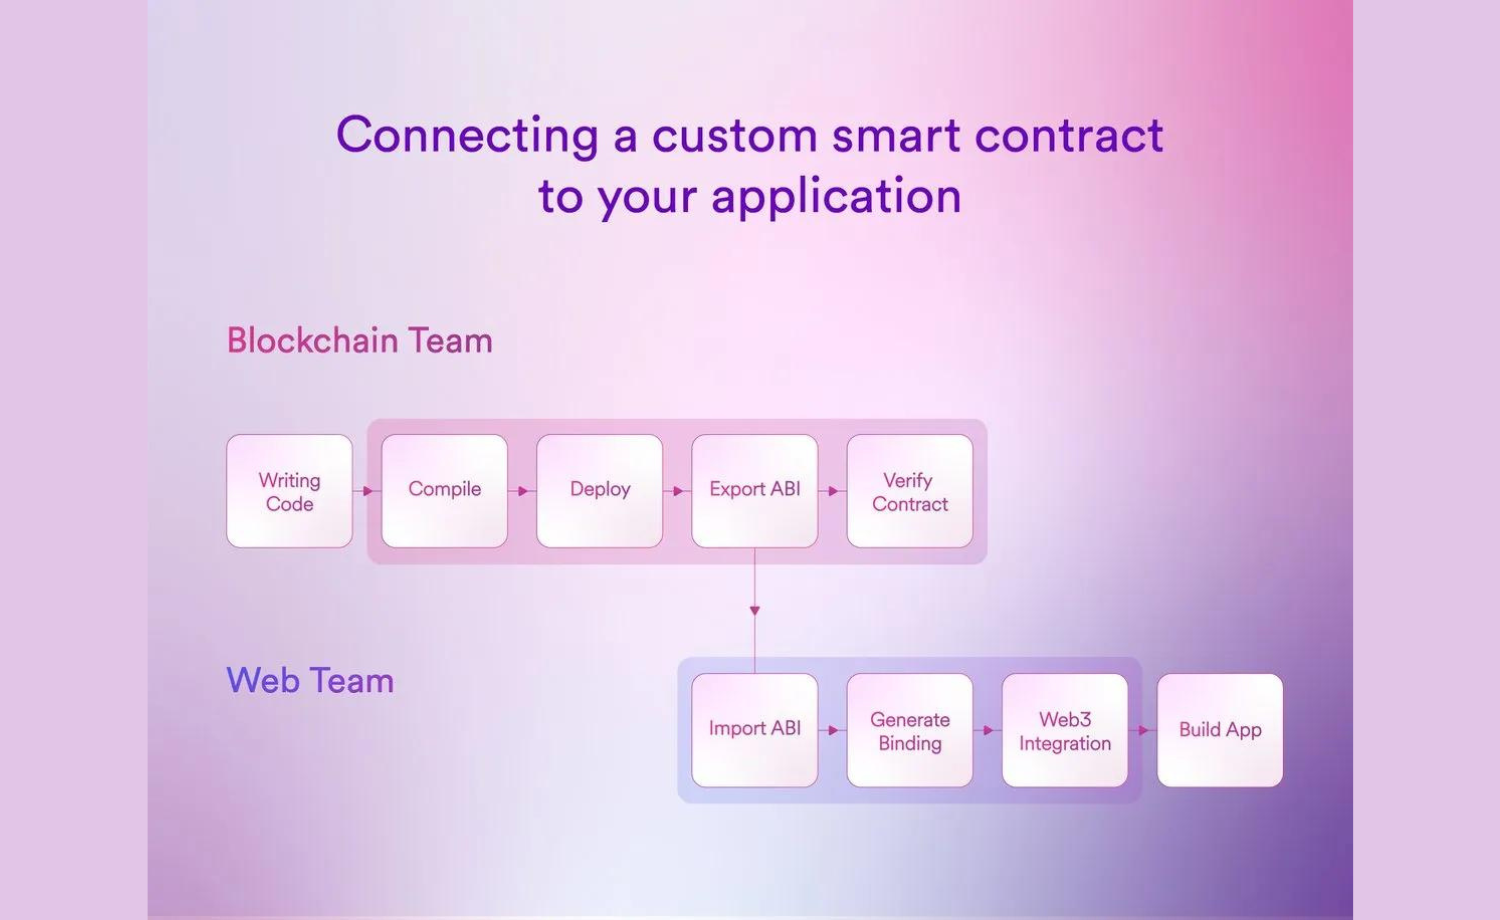 Connecting a custom smart contract
to your application
Blockchain Team
Writing
Code
Compile
Deploy
Export ABI
Verify
Contract
Web Team
Import ABI
Generate
Binding
Web3
Integration
Build App